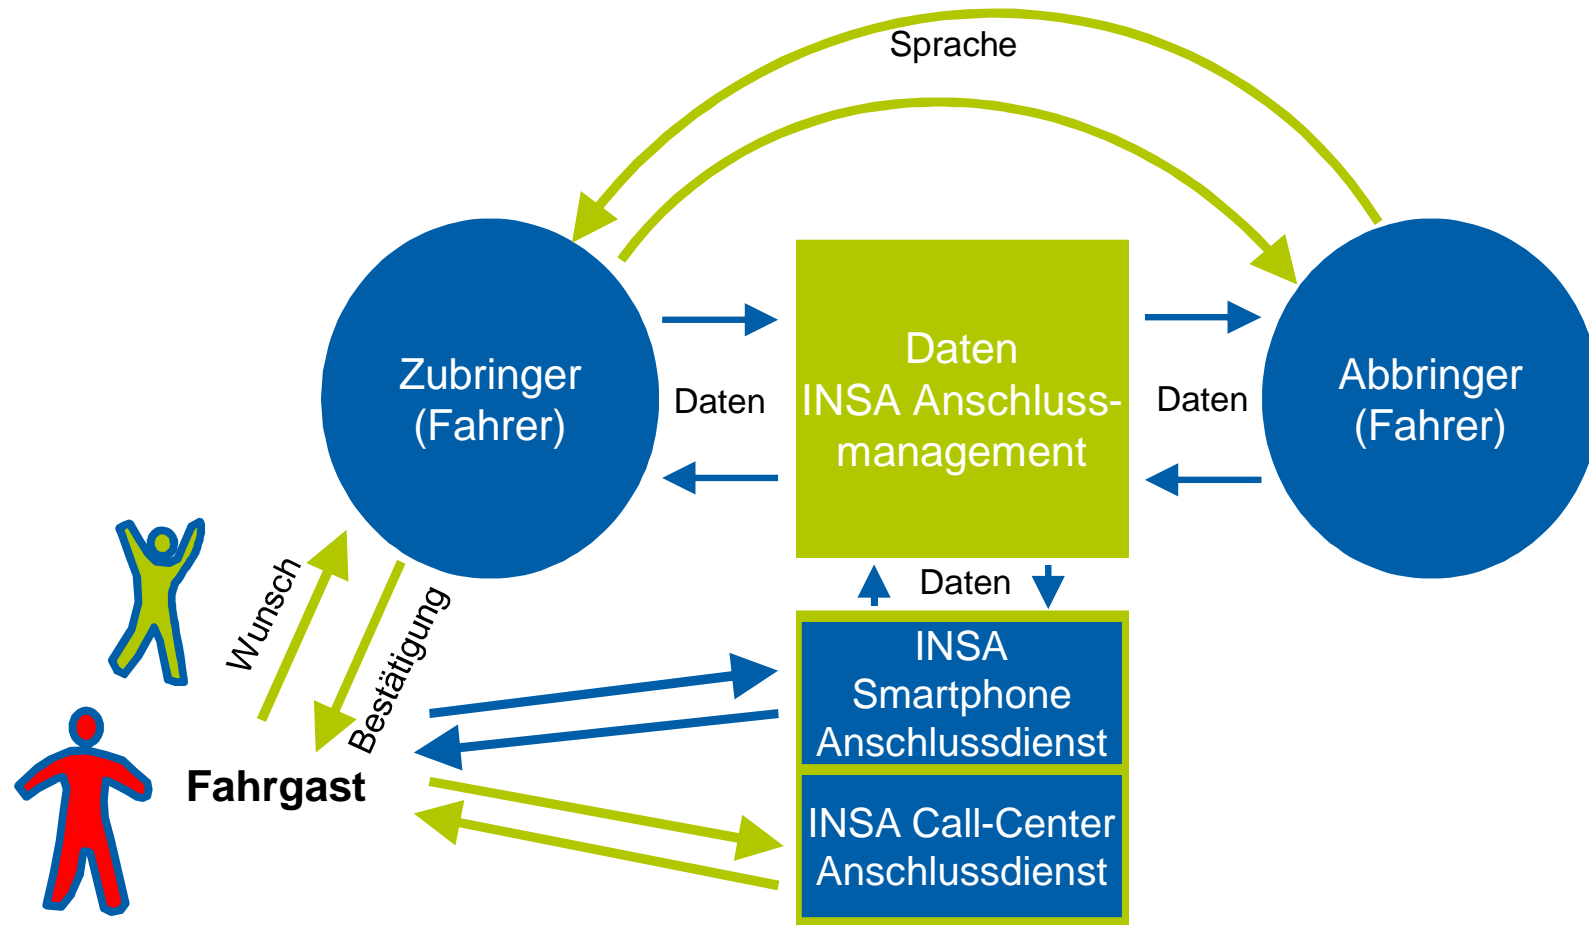 Sprache
Zubringer
(Fahrer)
Daten
Daten
INSA Anschluss-
management
Daten
Abbringer
(Fahrer)
Wunsch
Bestätigung
Daten
Fahrgast
INSA
Smartphone
Anschlussdienst
INSA Call-Center
Anschlussdienst